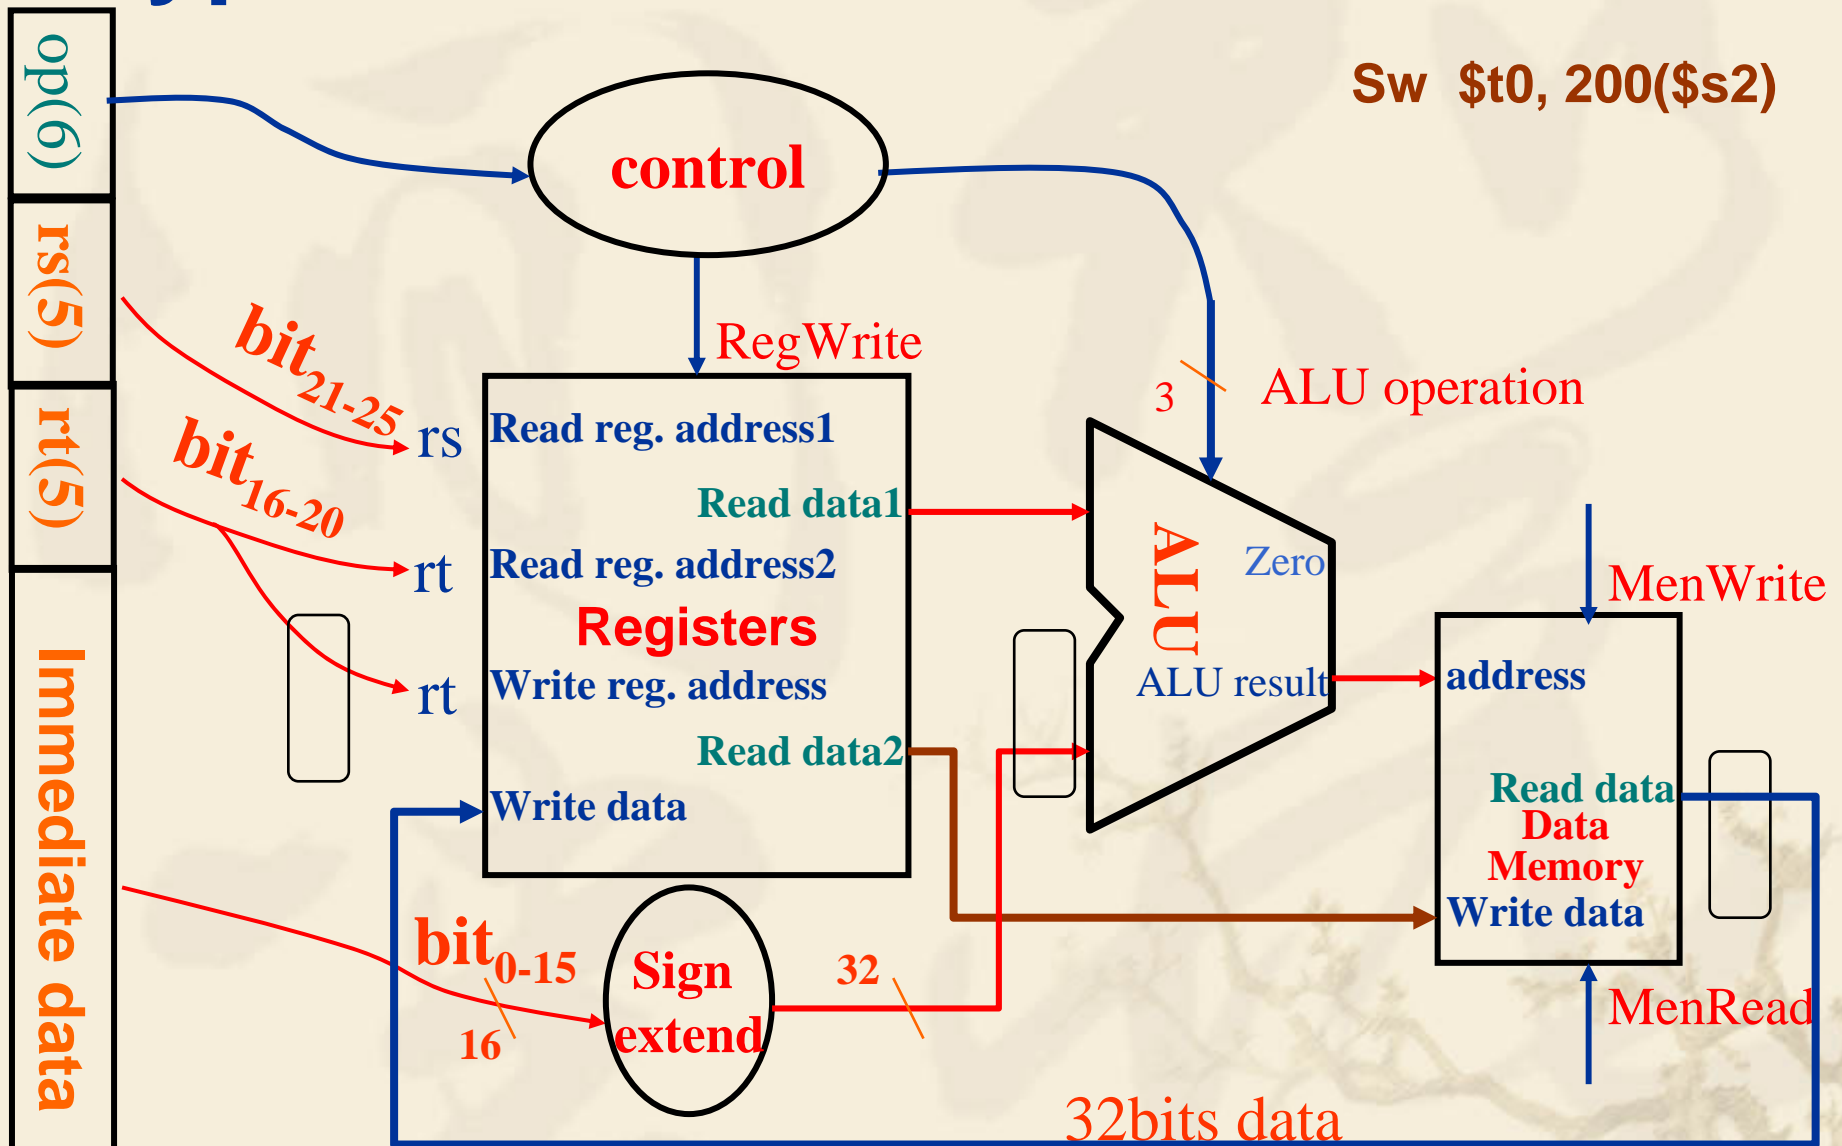 op(6)
Sw $t0, 200($s2)
control
rs(5)
bit21-25
RegWrite
3
ALU operation
rt(5)
rs
Read reg. address1
bit16-20
Read data1
ALU
Zero
rt
Read reg. address2
MenWrite
Registers
rt
Write reg. address
ALU result
address
Immediate data
Read data2
Read data
Write data
Data
Memory
Write data
bit0-15
16
Sign
extend
32
MenRead
32bits data